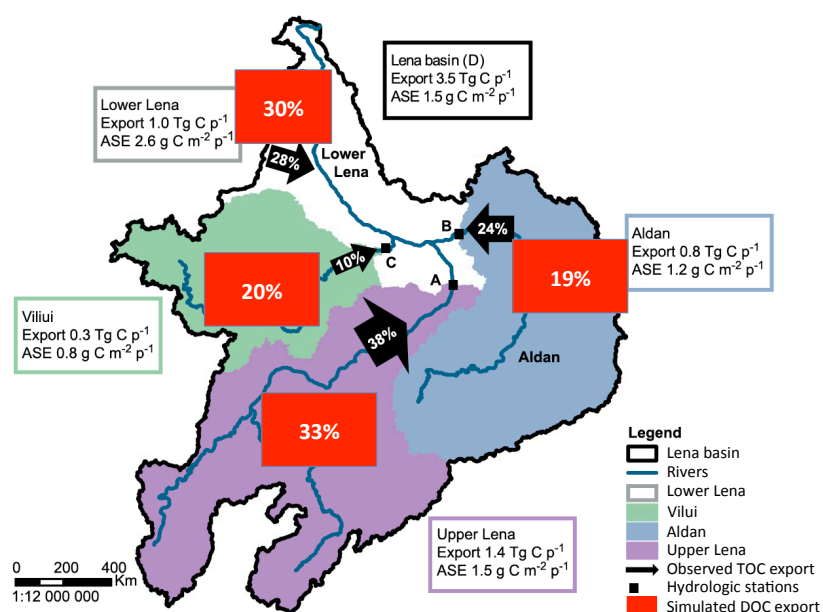 Lena basin (D)
Export 3.5 Tg C p⁻¹
ASE 1.5 g C m⁻² p⁻¹
Lower Lena
Export 1.0 Tg C p⁻¹
ASE 2.6 g C m⁻² p⁻¹
30%
28%
Lower
Lena
B
24%
C
10%
A
20%
19%
Aldan
Export 0.8 Tg C p⁻¹
ASE 1.2 g C m⁻² p⁻¹
Viliui
Export 0.3 Tg C p⁻¹
ASE 0.8 g C m⁻² p⁻¹
38%
Aldan
33%
Upper Lena
Export 1.4 Tg C p⁻¹
ASE 1.5 g C m⁻² p⁻¹
Legend
Lena basin
Rivers
Lower Lena
Vilui
Aldan
Upper Lena
Observed TOC export
Hydrologic stations
Simulated DOC export
0 200 400
Km
1:12 000 000